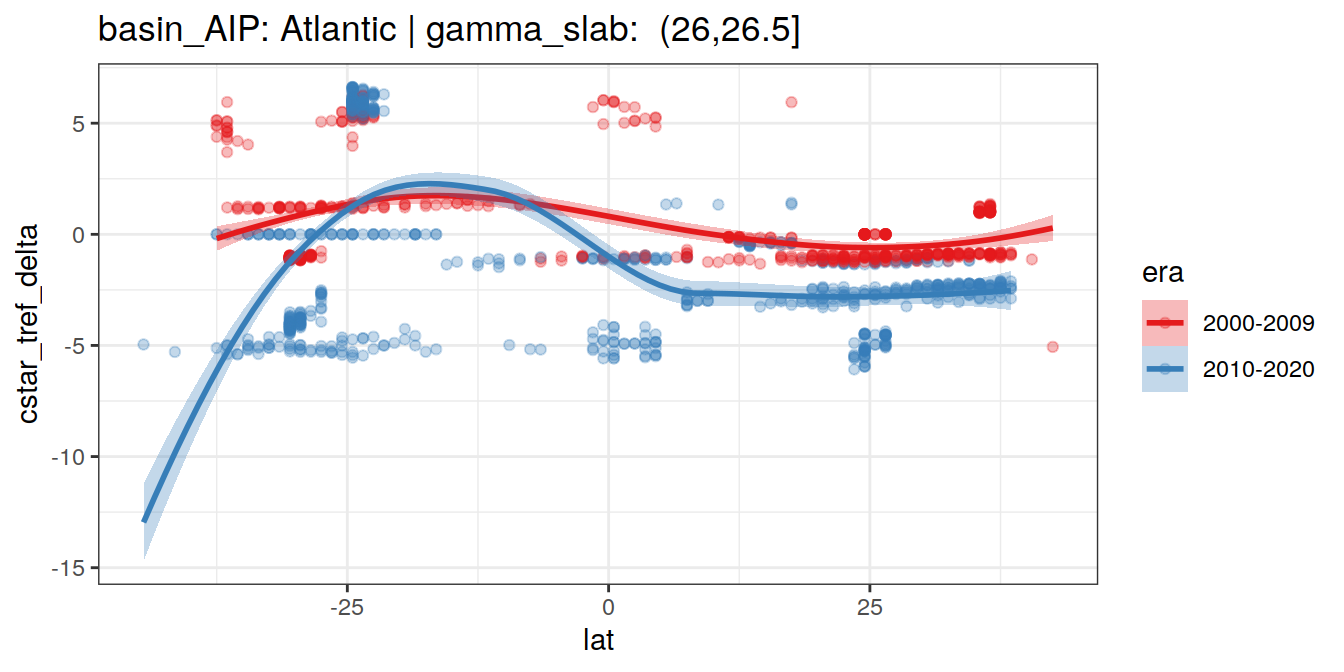 basin_AIP: Atlantic | gamma_slab:  (26,26.5]
cstar_tref_delta
5
0
-5
-10
-15
-25
0
25
lat
era
2000-2009
2010-2020